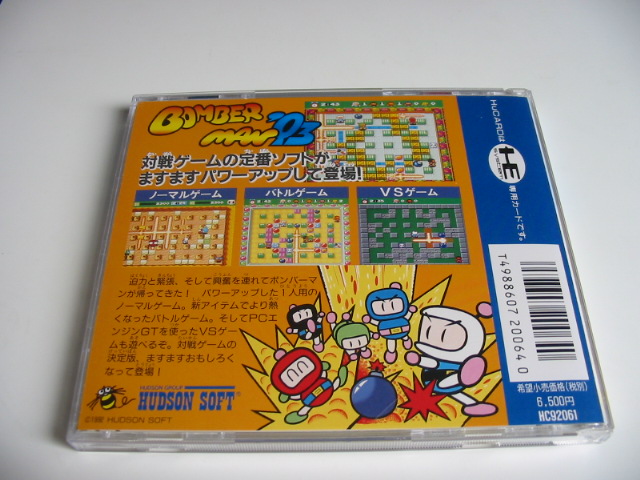 BOMBER
MAN '93
対戦ゲームの定番ソフトが、
ますますパワーアップして登場!
ノーマルゲーム
バトルゲーム
VSゲーム
迫力と緊張、そして興奮を連れてボンバーマ
ンが帰ってきた! パワーアップした1人用の
ノーマルゲーム。新アイテムでより熱
くなったバトルゲーム。そしてPCエ
ンジンGTを使ったVSゲー
ムも遊べるぞ。対戦ゲームの
決定版、ますますおもしろく
なって登場!
HUDSON GROUP
HUDSON SOFT
©1992 HUDSON SOFT
HuCARDは
HE
専用カードです。
T4988607 200640
希望小売価格(税別)
6,500円
HC92061